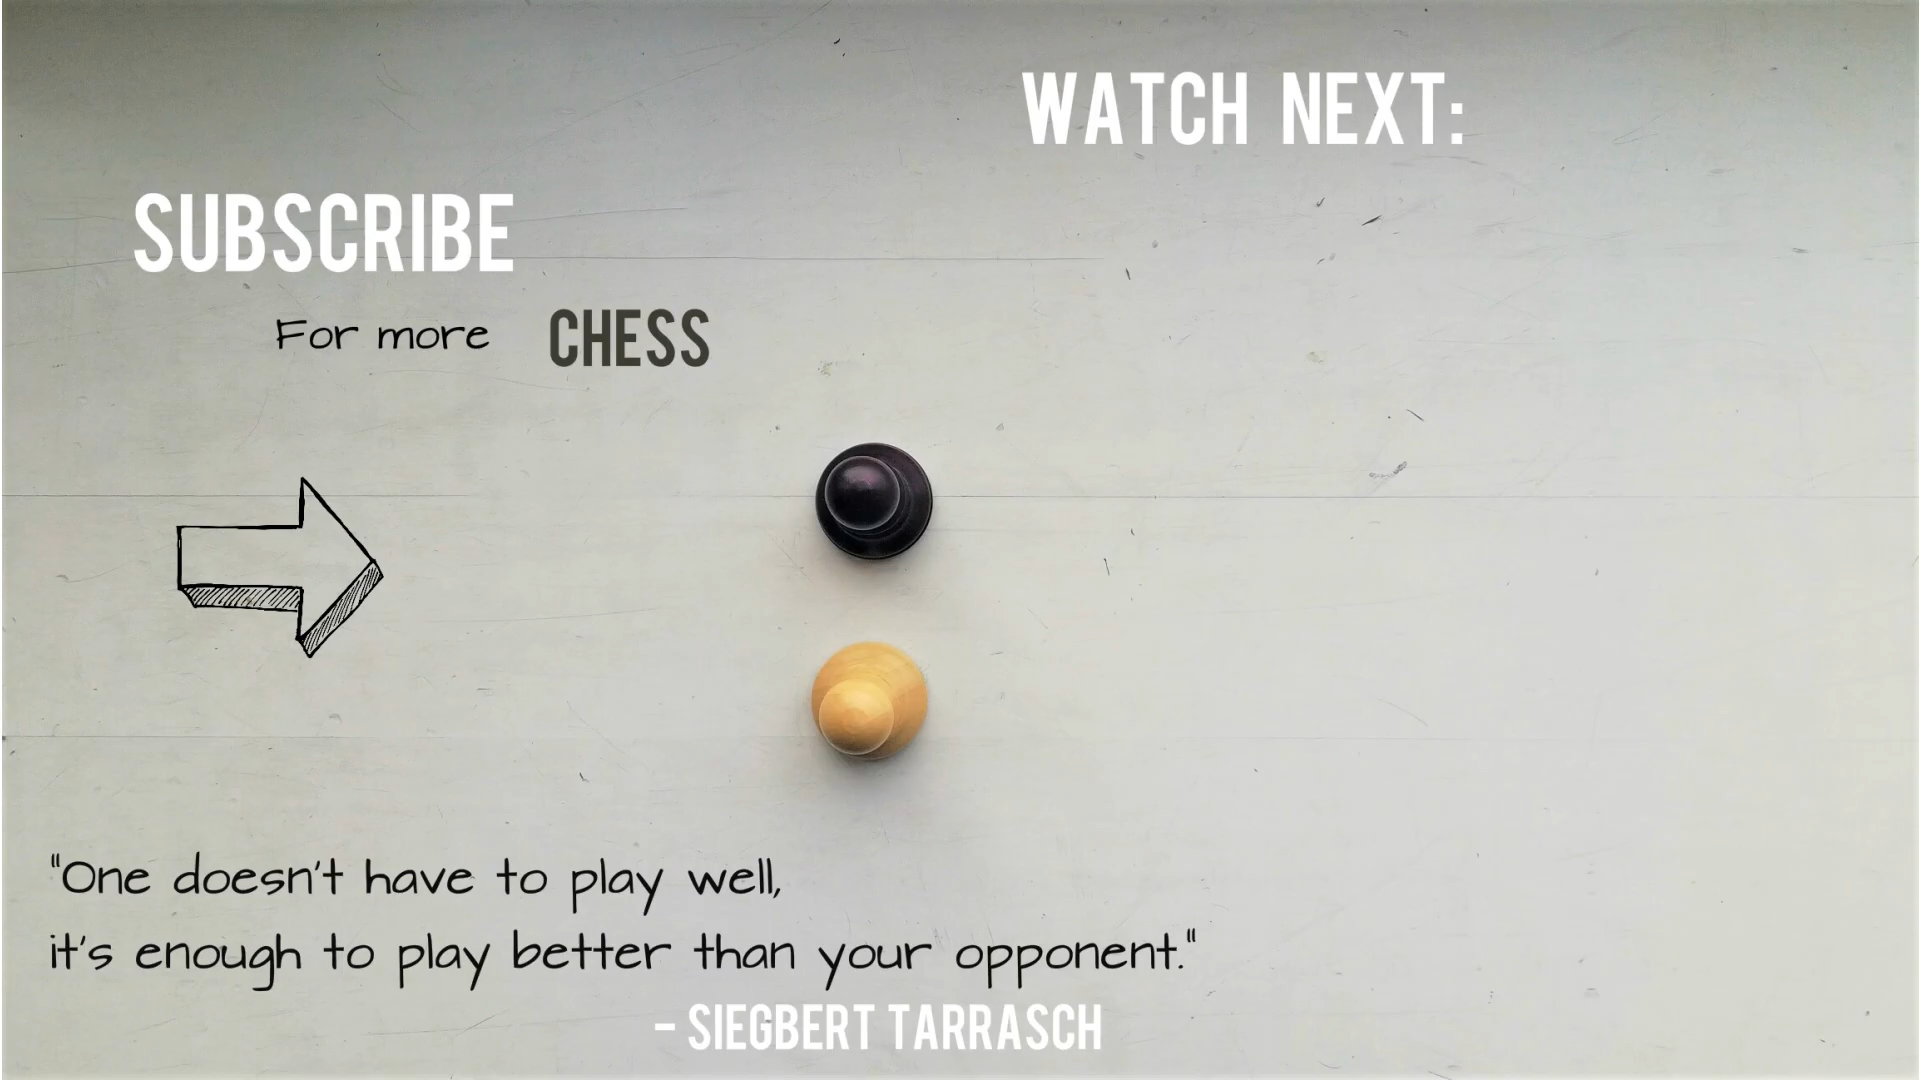 WATCH NEXT:
SUBSCRIBE
For more CHESS
"One doesn't have to play well,
it's enough to play better than your opponent."
- SIEGBERT TARRASCH